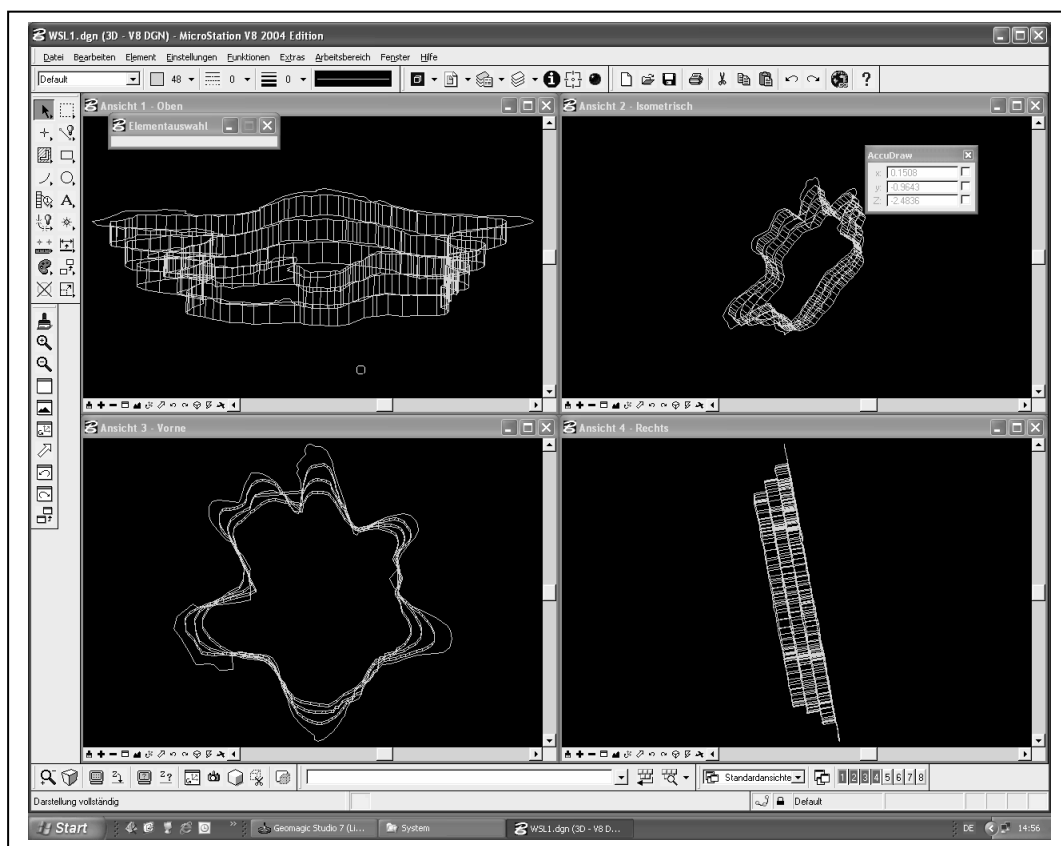 WSL1.dgn (3D - V8 DGN) - MicroStation V8 2004 Edition
Datei Bearbeiten Element Einstellungen Funktionen Extras Arbeitsbereich Fenster Hilfe
Default 48 0 0
Ansicht 1 - Oben
Elementauswahl
Ansicht 2 - Isometrisch
AccuDraw
x: 0.1508
y: -0.9643
Z: -2.4836
Ansicht 3 - Vorne
Ansicht 4 - Rechts
Standardansichte 1 2 3 4 5 6 7 8
Darstellung vollständig
Default
Start
Geomagic Studio 7 (Li...
System
WSL1.dgn (3D - V8 D...
DE 14:56